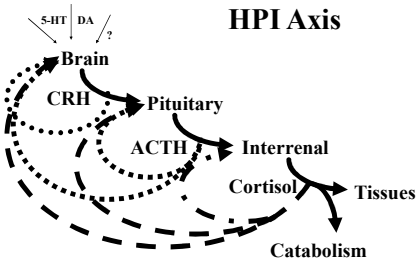 HPI Axis
5-HT DA ?
Brain
CRH
Pituitary
ACTH
Interrenal
Cortisol
Tissues
Catabolism